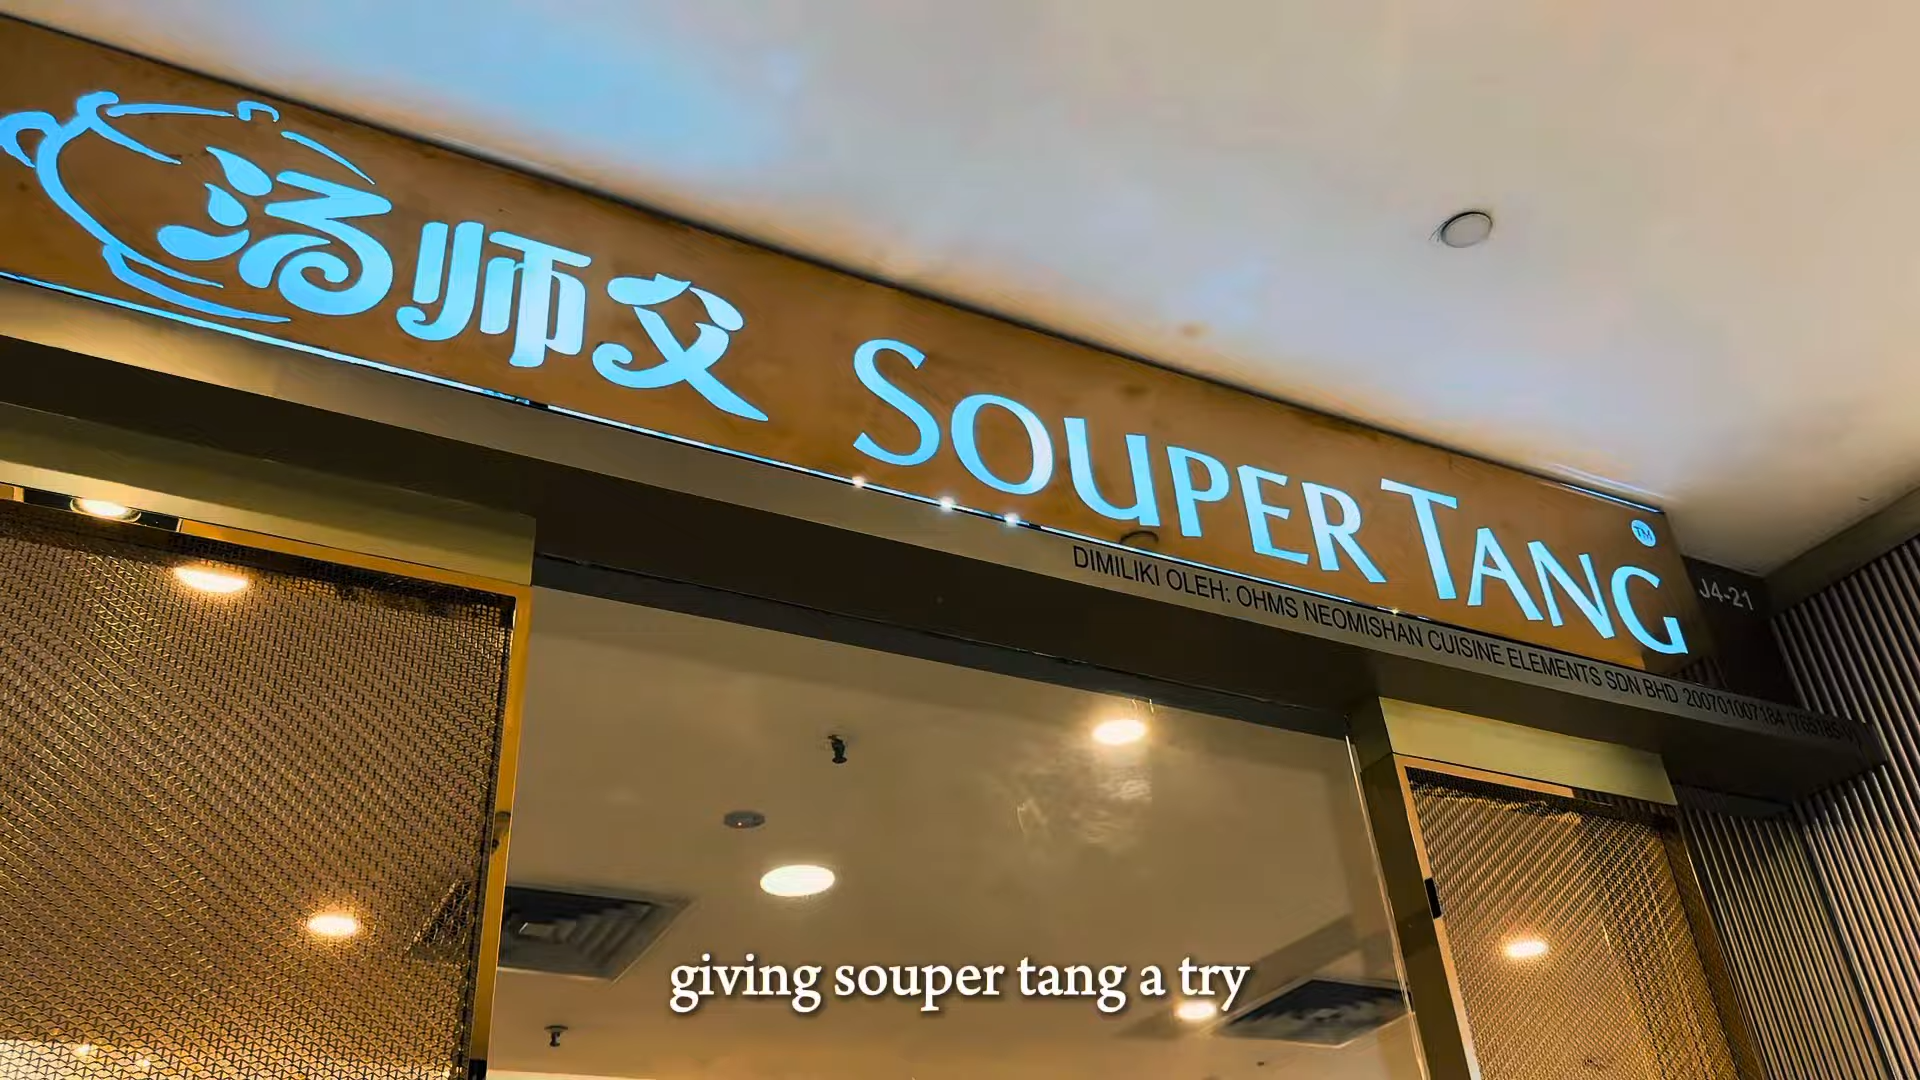 汤师父 SOUPER TANG TM
J4-21
DIMILIKI OLEH: OHMS NEOMISHAN CUISINE ELEMENTS SDN BHD 200701007184
giving souper tang a try